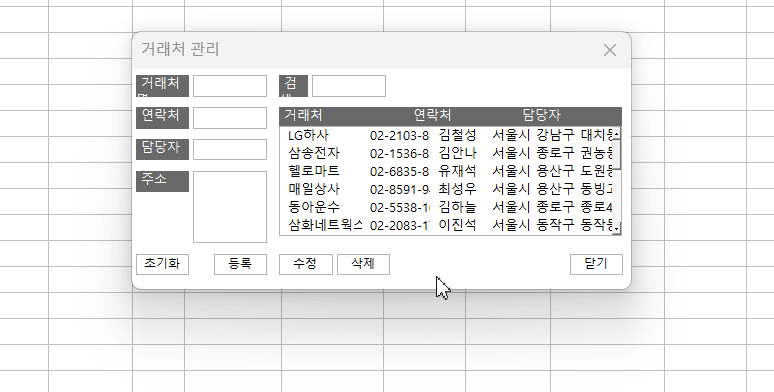 거래처 관리
거래처
검
연락처
거래처 연락처 담당자
LG하사 02-2103-8 김철성 서울시 강남구 대치동
담당자
삼송전자 02-1536-8 김안나 서울시 종로구 권농동
헬로마트 02-6835-8 유재석 서울시 용산구 도원동
주소
매일상사 02-8591-9 최성우 서울시 용산구 동빙고
동아운수 02-5538-1 김하늘 서울시 종로구 종로4
삼화네트웍스 02-2083-1 이진석 서울시 동작구 동작동
초기화 등록 수정 삭제 닫기